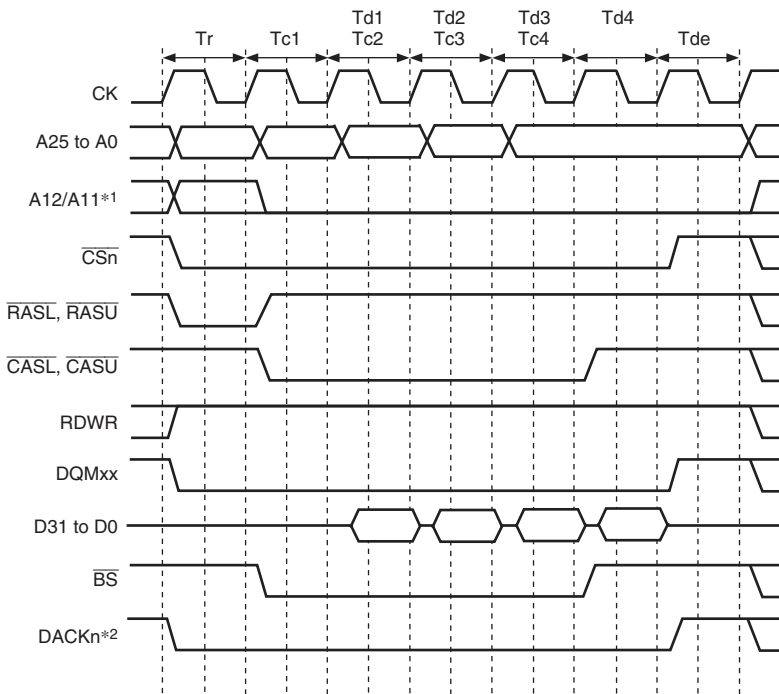 Td1 Td2 Td3 Td4
Tr Tc1 Tc2 Tc3 Tc4 Tde
CK
A25 to A0
A12/A11*1
CSn
RASL, RASU
CASL, CASU
RDWR
DQMxx
D31 to D0
BS
DACKn*2